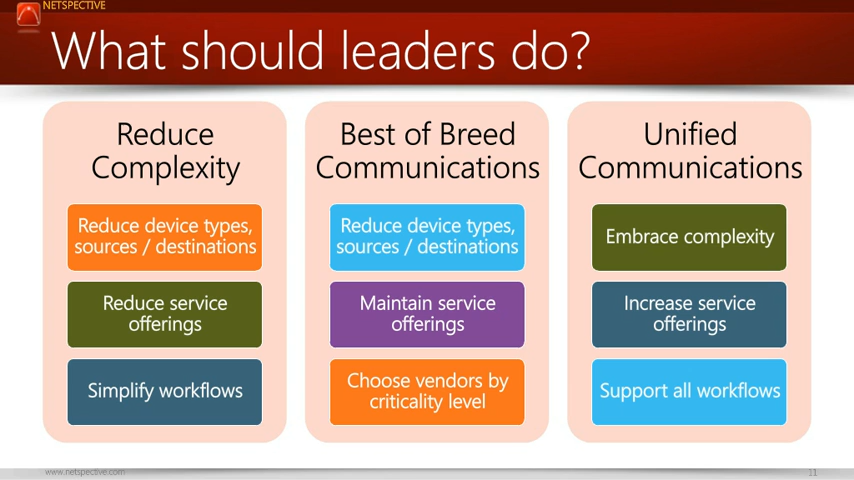 NETSPECTIVE
What should leaders do?
Reduce
Complexity
Reduce device types,
sources / destinations
Reduce service
offerings
Simplify workflows
Best of Breed
Communications
Reduce device types,
sources / destinations
Maintain service
offerings
Choose vendors by
criticality level
Unified
Communications
Embrace complexity
Increase service
offerings
Support all workflows
www.netspective.com
11